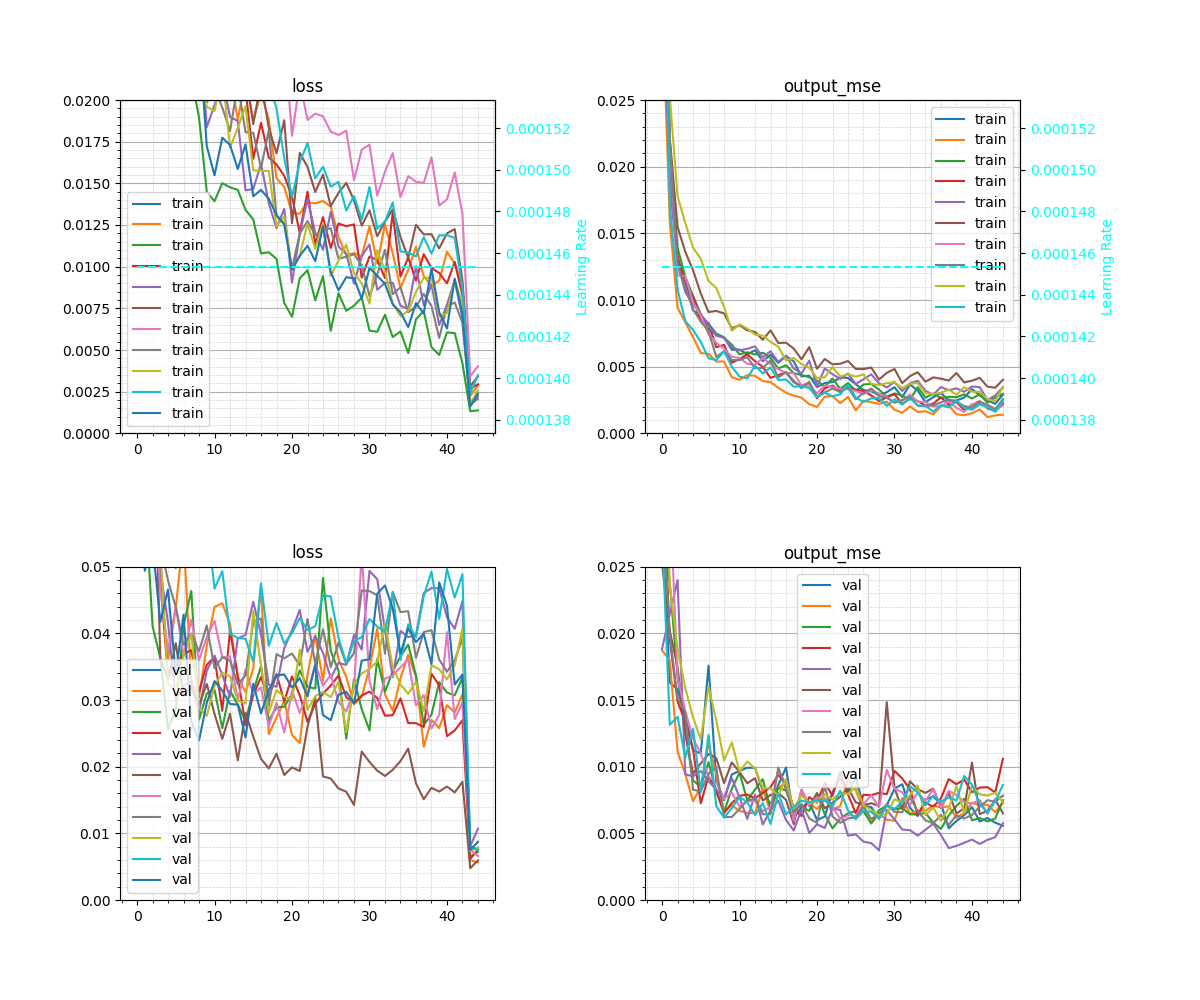 loss
0.0200
0.0175
0.0150
0.0125
0.0100
0.0075
0.0050
0.0025
0.0000
0
10
20
30
40
train
train
train
train
train
train
train
train
train
train
train
0.000152
0.000150
0.000148
0.000146
0.000144
0.000142
0.000140
0.000138
Learning Rate
output_mse
0.025
0.020
0.015
0.010
0.005
0.000
0
10
20
30
40
train
train
train
train
train
train
train
train
train
train
0.000152
0.000150
0.000148
0.000146
0.000144
0.000142
0.000140
0.000138
Learning Rate
loss
0.05
0.04
0.03
0.02
0.01
0.00
0
10
20
30
40
val
val
val
val
val
val
val
val
val
val
val
output_mse
0.025
0.020
0.015
0.010
0.005
0.000
0
10
20
30
40
val
val
val
val
val
val
val
val
val
val